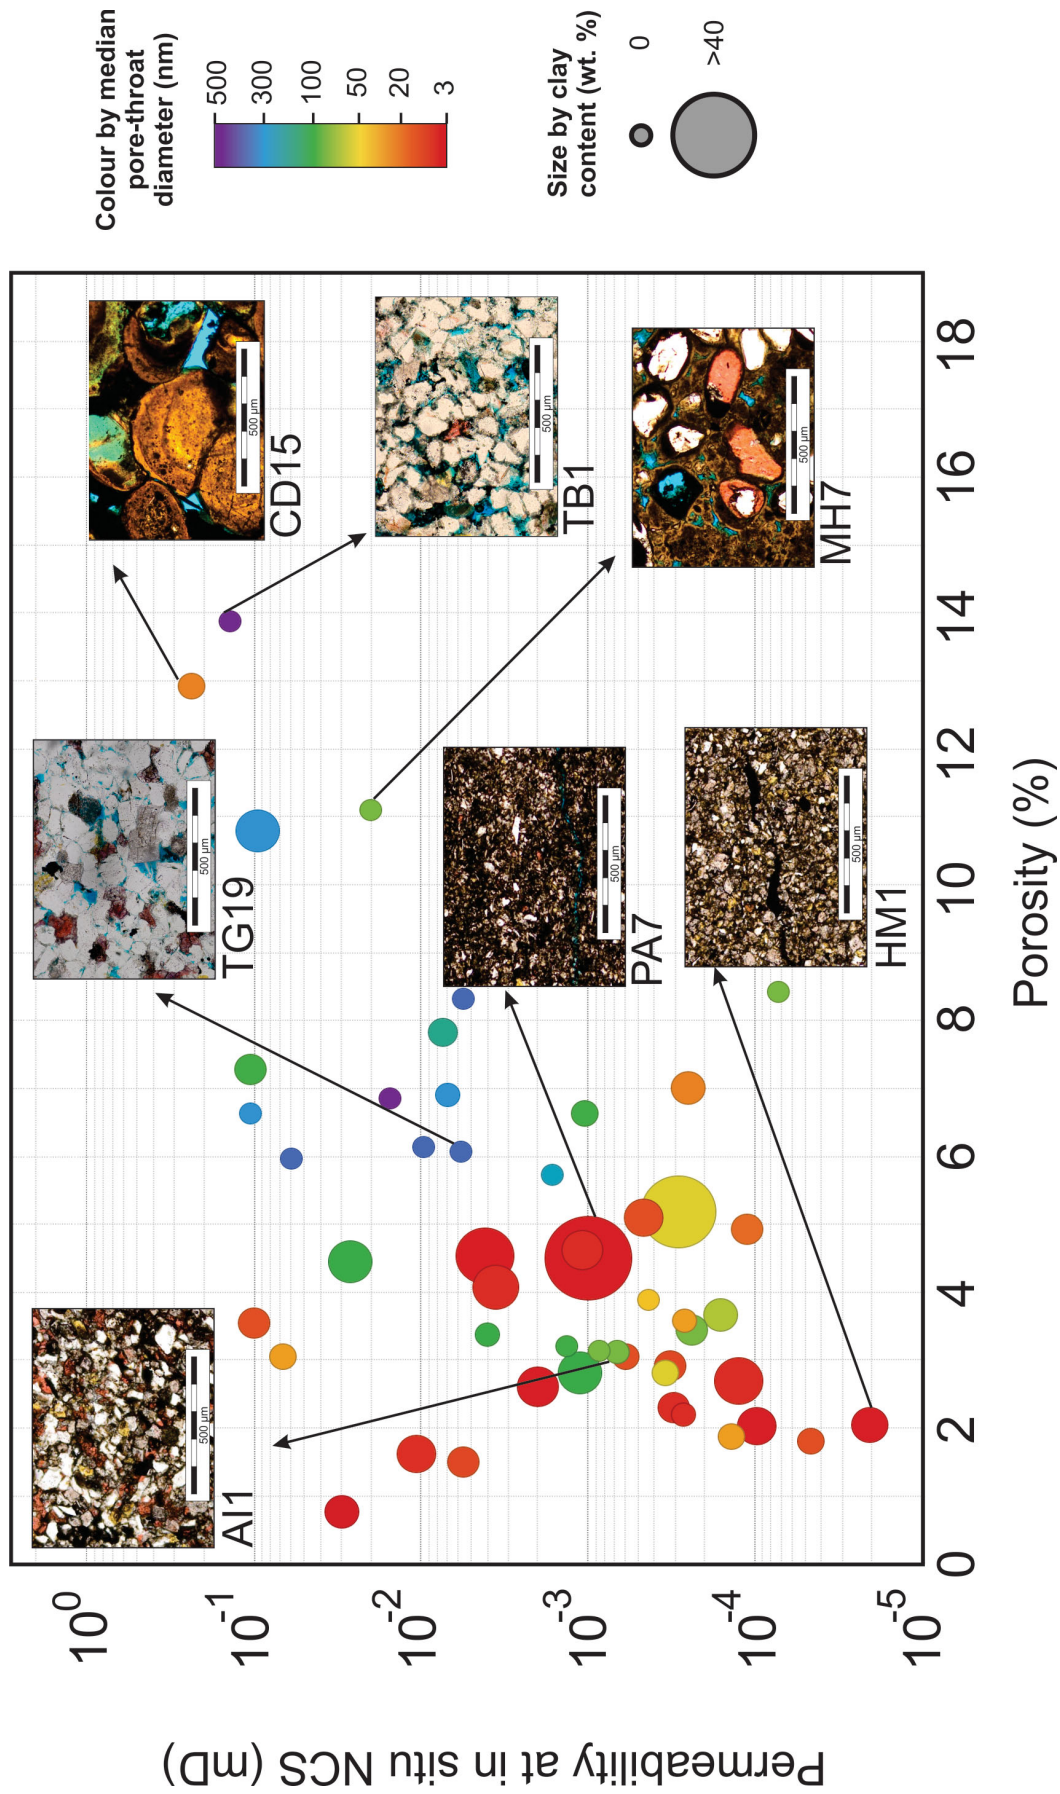 Colour by median
pore-throat
diameter (nm)
500
300
100
50
20
3
Size by clay
content (wt. %)
0
>40
Permeability at in situ NCS (mD)
10⁰
10⁻¹
10⁻²
10⁻³
10⁻⁴
10⁻⁵
500 µm
AI1
500 µm
TG19
500 µm
CD15
500 µm
TB1
500 µm
PA7
500 µm
MH7
500 µm
HM1
0
2
4
6
8
10
12
14
16
18
Porosity (%)